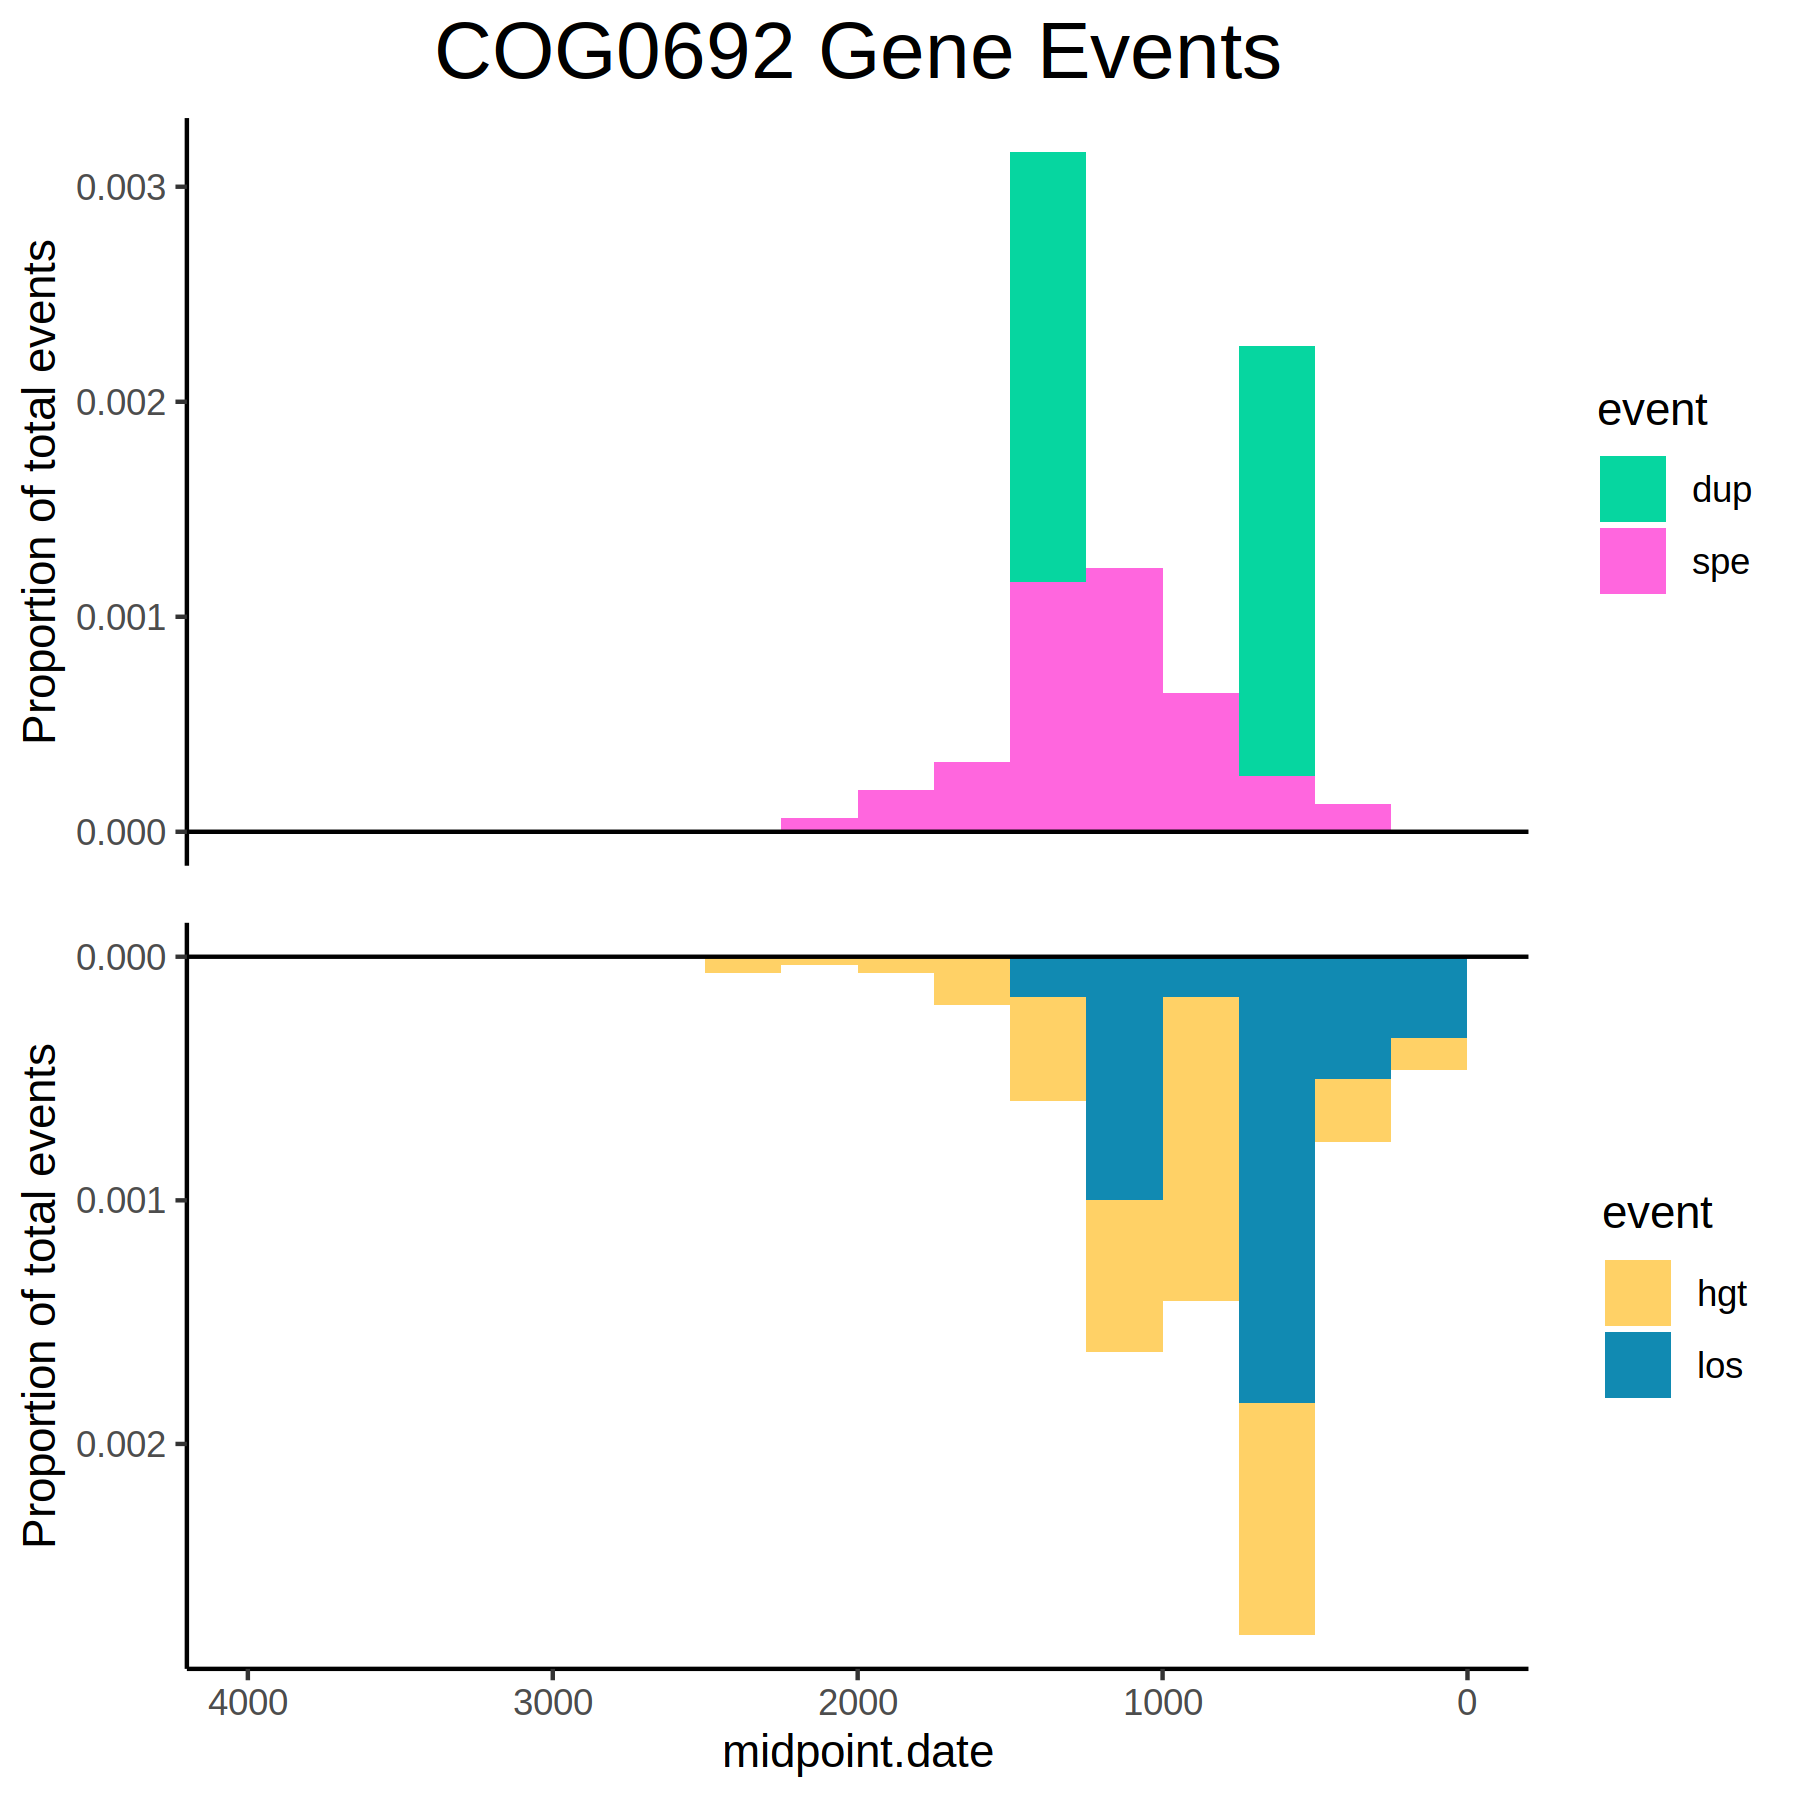 COG0692 Gene Events
Proportion of total events
0.003
0.002
0.001
0.000
event
dup
spe
Proportion of total events
0.000
0.001
0.002
event
hgt
los
4000 3000 2000 1000 0
midpoint.date